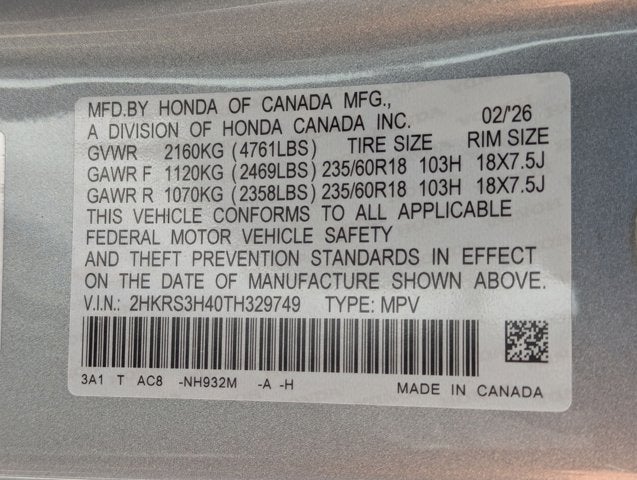 MFD.BY HONDA OF CANADA MFG.,
A DIVISION OF HONDA CANADA INC. 02/'26
GVWR 2160KG (4761LBS) TIRE SIZE RIM SIZE
GAWR F 1120KG (2469LBS) 235/60R18 103H 18X7.5J
GAWR R 1070KG (2358LBS) 235/60R18 103H 18X7.5J
THIS VEHICLE CONFORMS TO ALL APPLICABLE
FEDERAL MOTOR VEHICLE SAFETY
AND THEFT PREVENTION STANDARDS IN EFFECT
ON THE DATE OF MANUFACTURE SHOWN ABOVE.
V.I.N.: 2HKRS3H40TH329749 TYPE: MPV
3A1 T AC8 -NH932M -A -H MADE IN CANADA